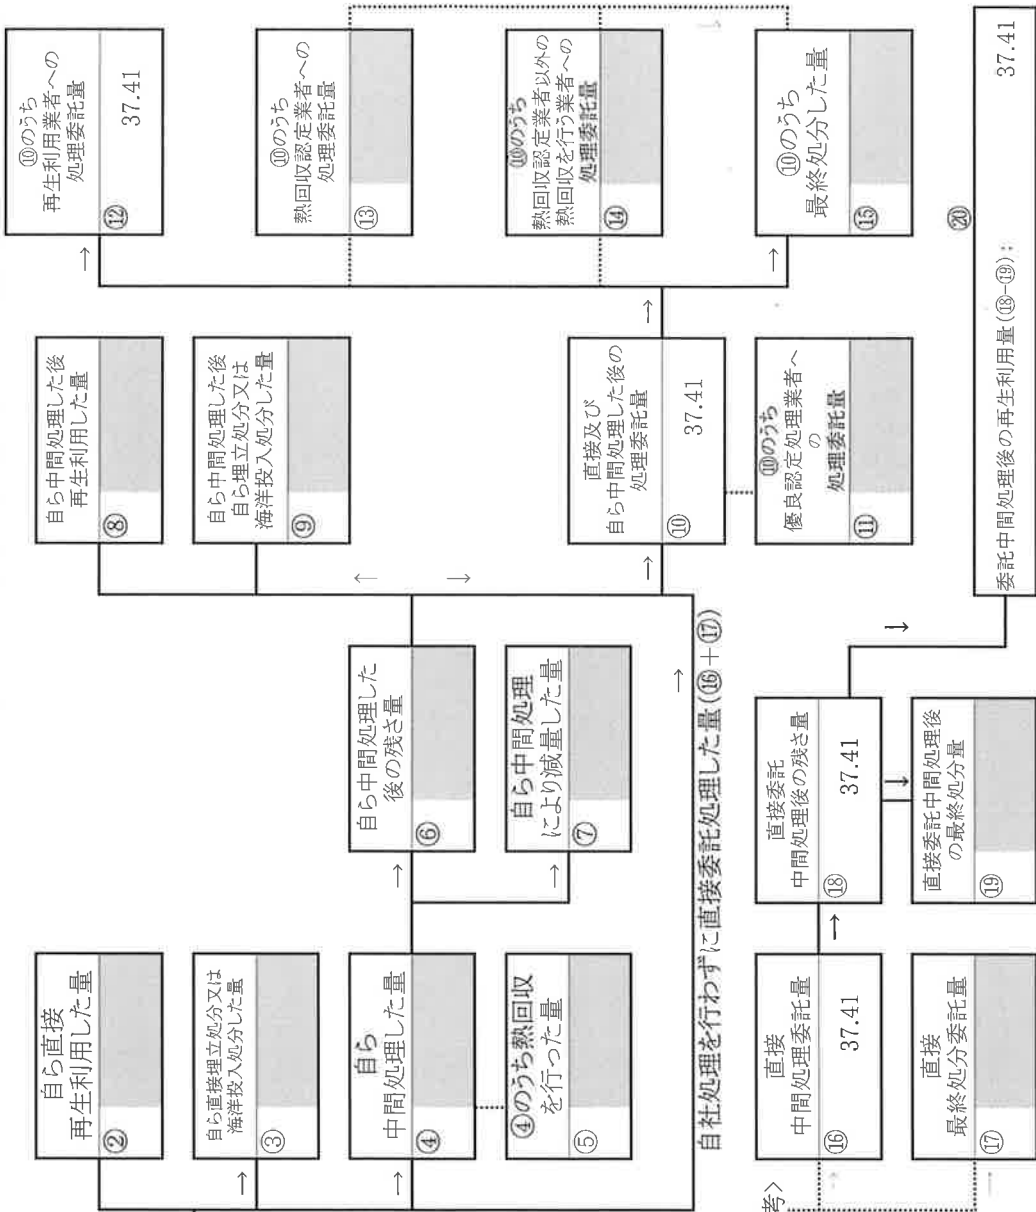 ② 自ら直接
再生利用した量
③ 自ら直接埋立処分又は
海洋投入処分した量
④ 自ら
中間処理した量
⑤ ④のうち熱回収
を行った量
⑥ 自ら中間処理した
後の残さ量
⑦ 自ら中間処理
により減量した量
⑧ 自ら中間処理した後
再生利用した量
⑨ 自ら中間処理した後
自ら埋立処分又は
海洋投入処分した量
⑩ 直接及び
自ら中間処理した後の
処理委託量
37.41
⑪ ⑩のうち
優良認定処理業者へ
の
処理委託量
⑫ ⑩のうち
再生利用業者への
処理委託量
37.41
⑬ ⑩のうち
熱回収認定業者への
処理委託量
⑭ ⑩のうち
熱回収認定業者以外の
熱回収を行う業者への
処理委託量
⑮ ⑩のうち
最終処分した量
自社処理を行わずに直接委託処理した量(⑯+⑰)
考>
⑯ 直接
中間処理委託量
37.41
⑰ 直接
最終処分委託量
⑱ 直接委託
中間処理後の残さ量
37.41
⑲ 直接委託中間処理後
の最終処分量
⑳
委託中間処理後の再生利用量(⑱-⑲): 37.41